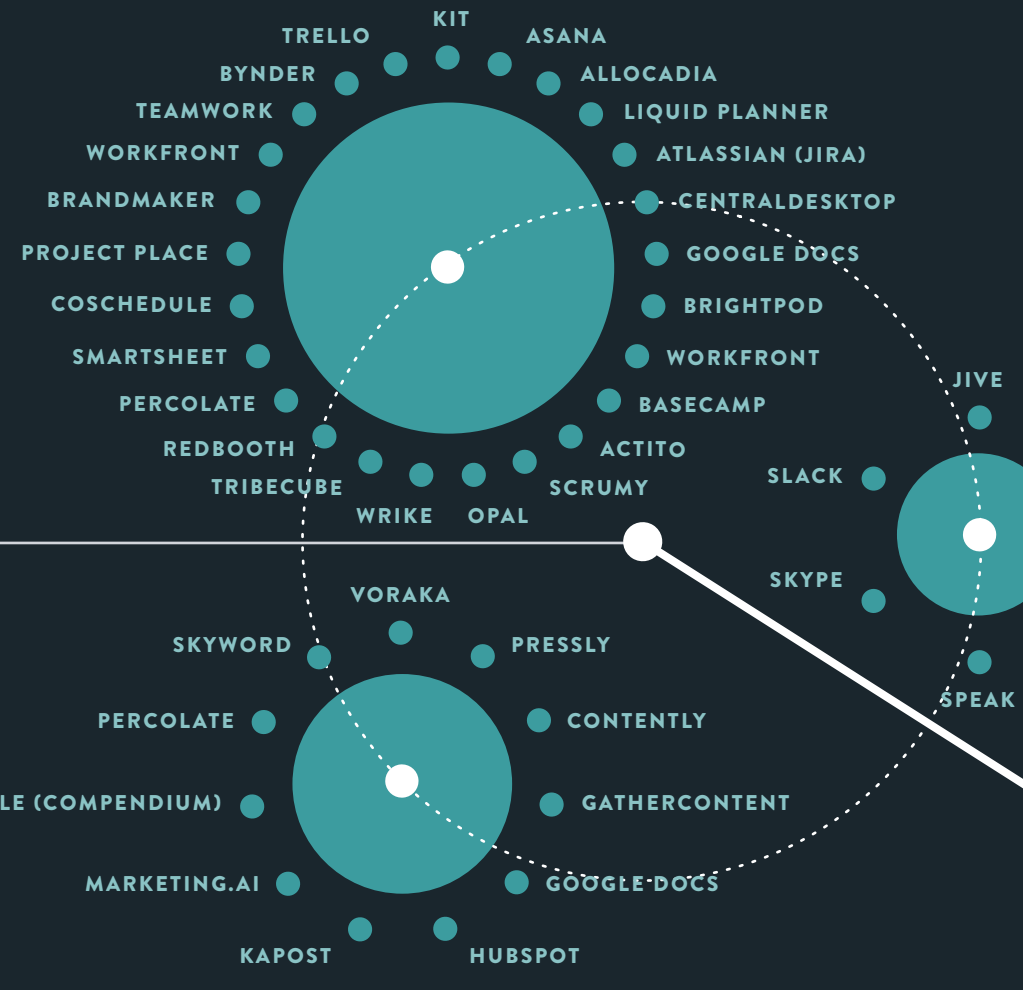 KIT
TRELLO
ASANA
BYNDER
ALLOCADIA
TEAMWORK
LIQUID PLANNER
WORKFRONT
ATLASSIAN (JIRA)
BRANDMAKER
CENTRALDESKTOP
PROJECT PLACE
GOOGLE DOCS
COSCHEDULE
BRIGHTPOD
SMARTSHEET
WORKFRONT
JIVE
PERCOLATE
BASECAMP
REDBOOTH
ACTITO
SLACK
TRIBECUBE
SCRUMY
WRIKE
OPAL
SKYPE
VORAKA
SKYWORD
PRESSLY
SPEAK
PERCOLATE
CONTENTLY
LE (COMPENDIUM)
GATHERCONTENT
MARKETING.AI
GOOGLE DOCS
KAPOST
HUBSPOT